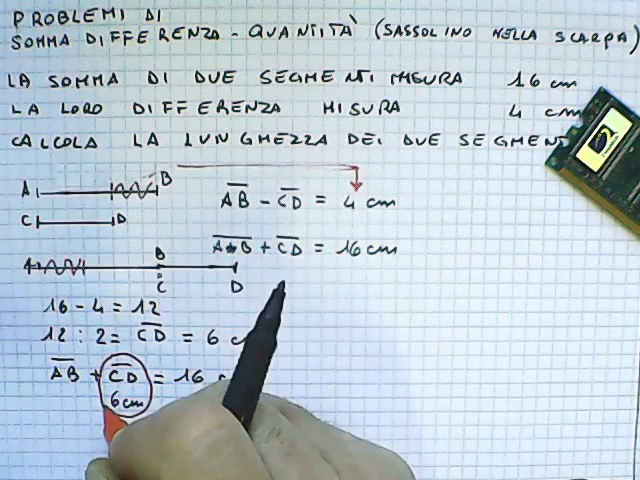 PROBLEMI DI
SOMMA DIFFERENZA - QUANTITÀ (SASSOLINO NELLA SCARPA)
LA SOMMA DI DUE SEGMENTI MISURA 16 cm
LA LORO DIFFERENZA MISURA 4 cm
CALCOLA LA LUNGHEZZA DEI DUE
A B
C D
AB - CD = 4 cm
AB + CD = 16 cm
A B C D
16 - 4 = 12
12 : 2 = CD = 6
AB + CD = 16
6 cm